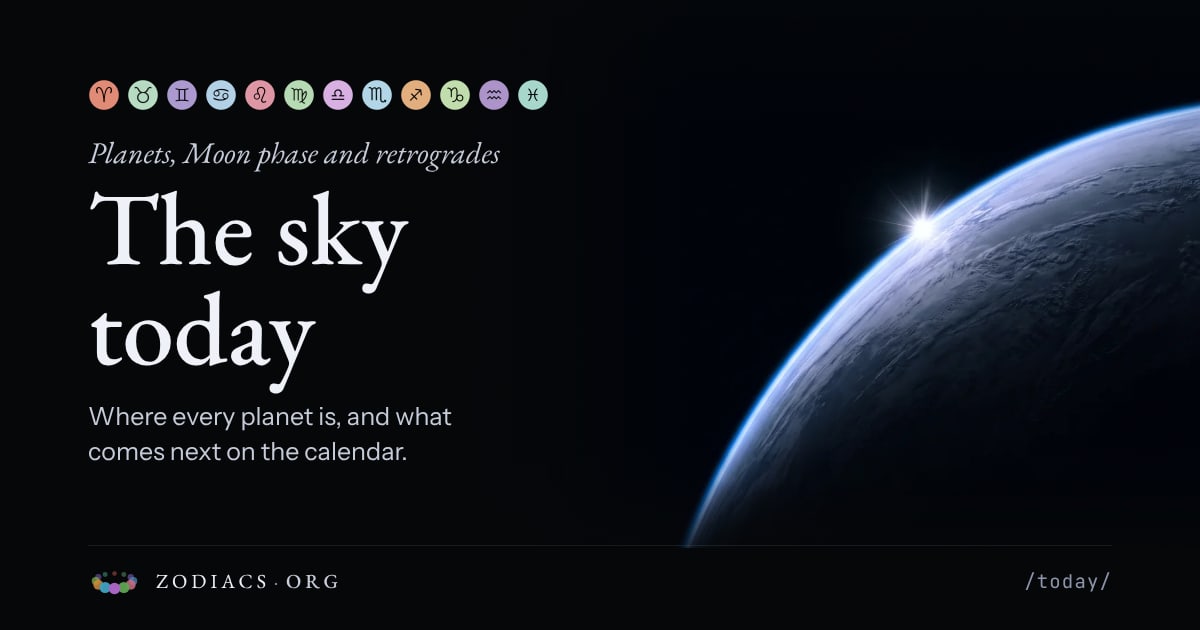 ♈ ♉ ♊ ♋ ♌ ♍ ♎ ♏ ♐ ♑ ♒ ♓
Planets, Moon phase and retrogrades
The sky
today
Where every planet is, and what
comes next on the calendar.
ZODIACS·ORG
/today/